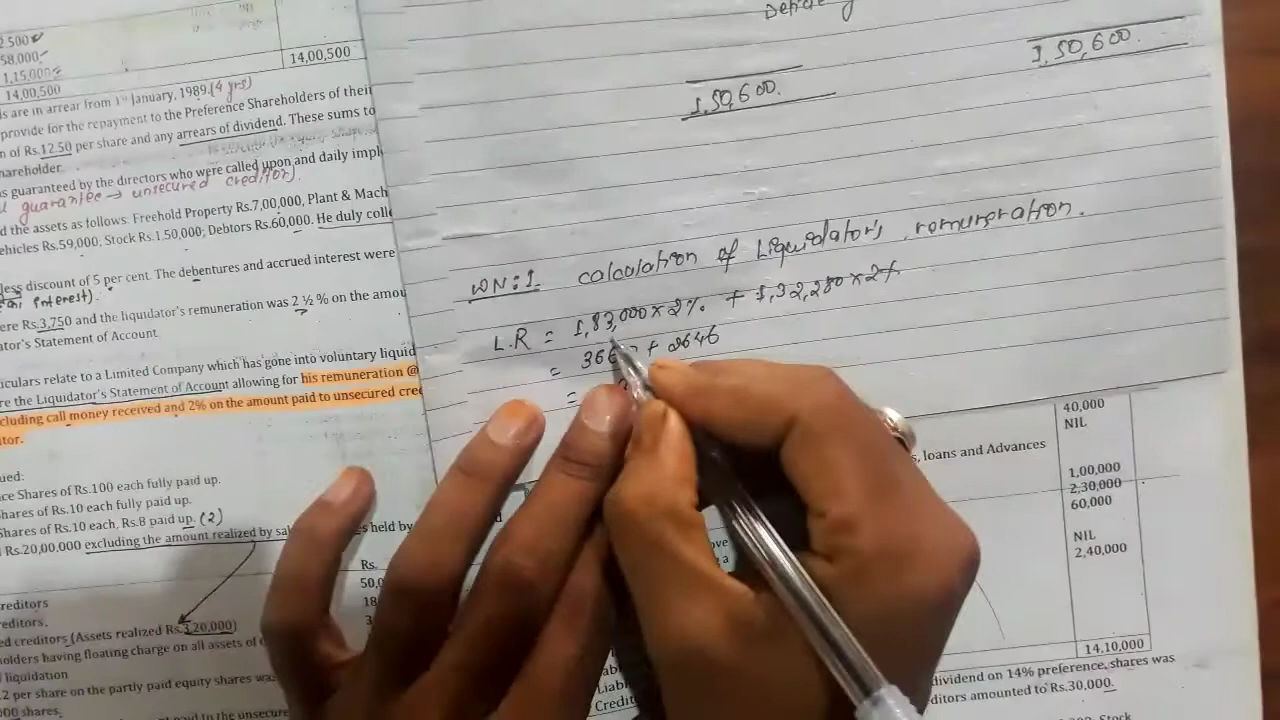 2.500
58,000
1,15,000
14,00,500
14,00,500
s are in arrear from 1st January, 1989.(4 yrs)
provide for the repayment to the Preference Shareholders of their
n of Rs.12.50 per share and any arrears of dividend. These sums to
hareholder.
s guaranteed by the directors who were called upon and daily impl
guarantee → unsecured creditor).
d the assets as follows: Freehold Property Rs.7,00,000, Plant & Mach
ehicles Rs.59,000; Stock Rs.1,50,000; Debtors Rs.60,000. He duly coll
less discount of 5 per cent. The debentures and accrued interest were
interest).
ere Rs.3,750 and the liquidator's remuneration was 2 ½ % on the amou
ator's Statement of Account.
iculars relate to a Limited Company which has gone into voluntary liquid
re the Liquidator's Statement of Account allowing for his remuneration @
cluding call money received and 2% on the amount paid to unsecured cre
itor.
ued:
ce Shares of Rs.100 each fully paid up.
hares of Rs.10 each fully paid up.
Shares of Rs.10 each, Rs.8 paid up. (2)
Rs.20,00,000 excluding the amount realized by sa
s held by
Rs.
reditors
50,0
reditors.
18
ed creditors (Assets realized Rs.3,20,000)
3
olders having floating charge on all assets of
liquidation
.2 per share on the partly paid equity shares wa
000 shares.
1,50,600.
1,50,600.
WN:1 calculation of Liquidator's remuneration.
L.R = 1,83,000 x 2% + 1,32,280 x 2%
= 366 + 2646
=
40,000
NIL
s, loans and Advances
1,00,000
2,30,000
60,000
NIL
2,40,000
14,10,000
dividend on 14% preference, shares was
ditors amounted to Rs.30,000.
Stock